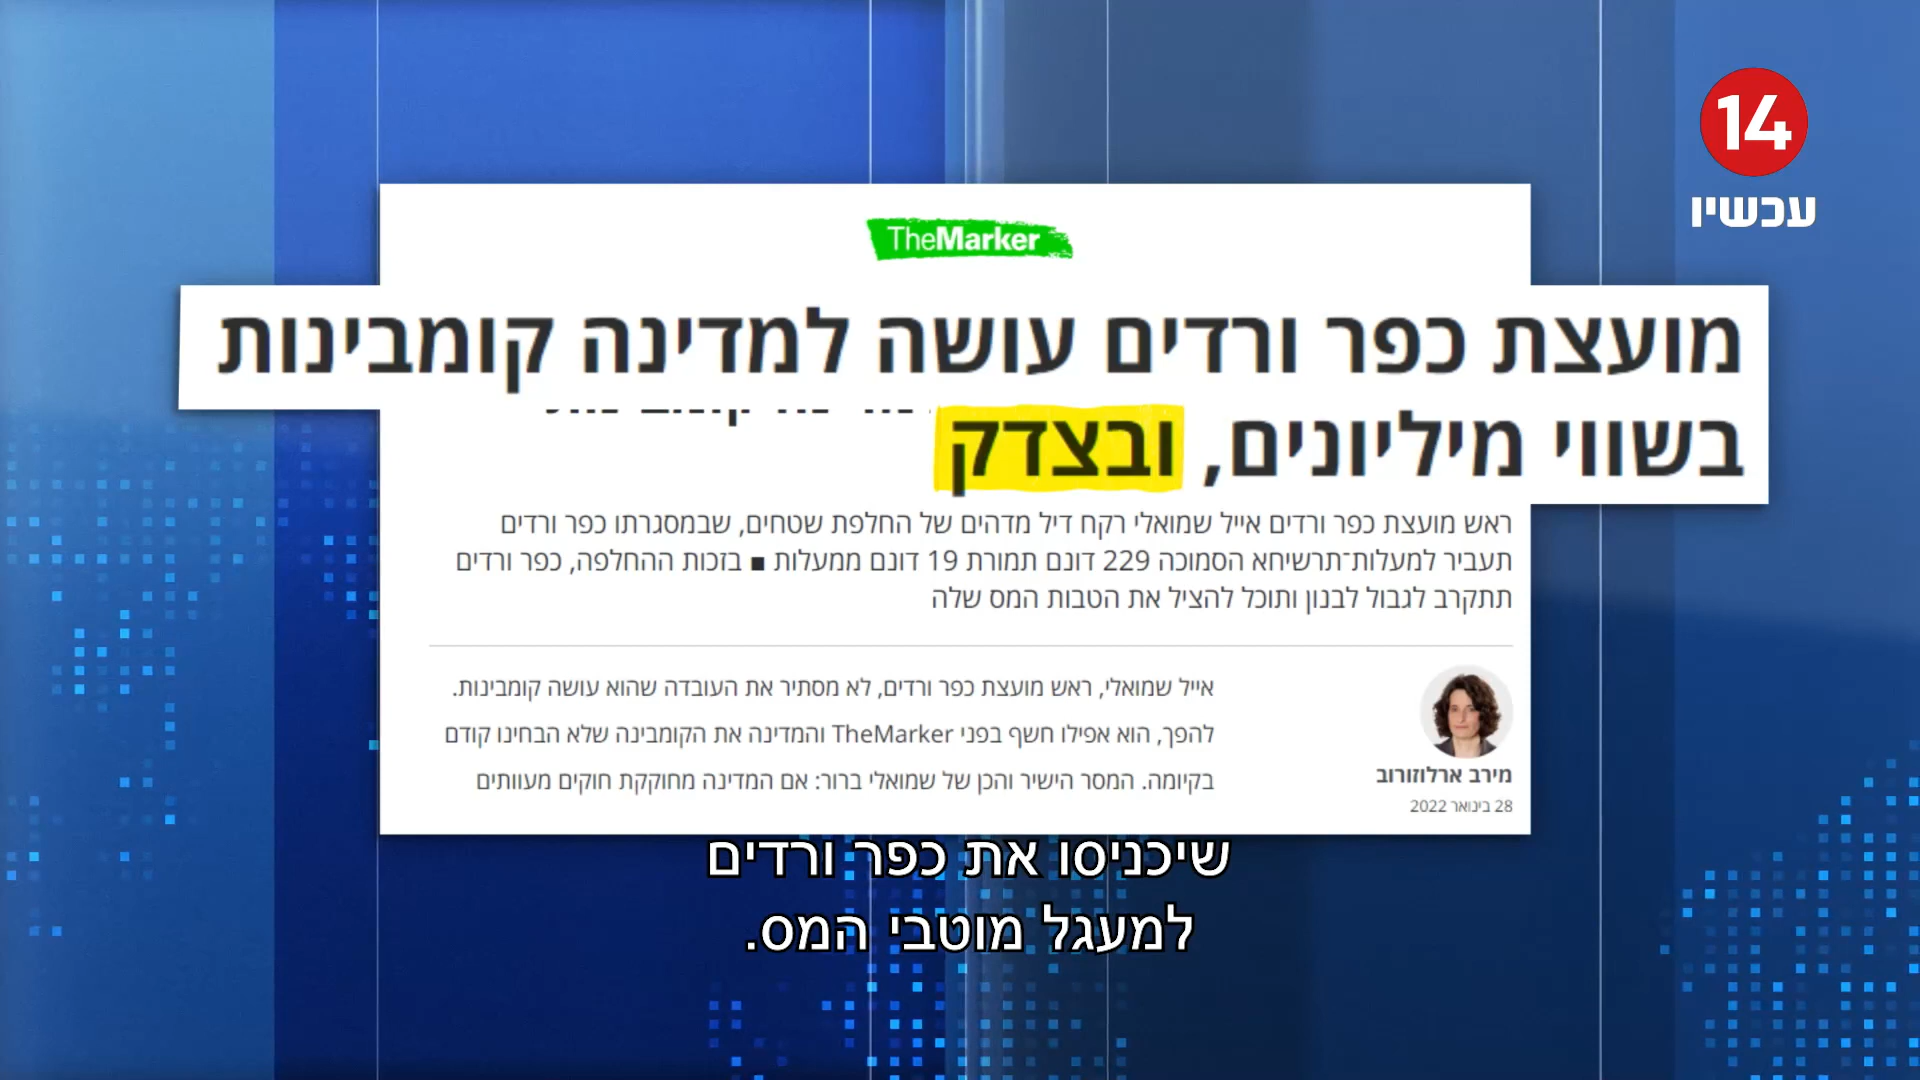 14
עכשיו
TheMarker
מועצת כפר ורדים עושה למדינה קומבינות
בשווי מיליונים, ובצדק
ראש מועצת כפר ורדים אייל שמואלי רקח דיל מדהים של החלפת שטחים, שבמסגרתו כפר ורדים
תעביר למעלות־תרשיחא הסמוכה 229 דונם תמורת 19 דונם ממעלות ■ בזכות ההחלפה, כפר ורדים
תתקרב לגבול לבנון ותוכל להציל את הטבות המס שלה
אייל שמואלי, ראש מועצת כפר ורדים, לא מסתיר את העובדה שהוא עושה קומבינות.
להפך, הוא אפילו חשף בפני TheMarker והמדינה את הקומבינה שלא הבחינו קודם
בקיומה. המסר הישיר והכן של שמואלי ברור: אם המדינה מחוקקת חוקים מעוותים
מירב ארלוזורוב
28 בינואר 2022
שיכניסו את כפר ורדים
למעגל מוטבי המס.